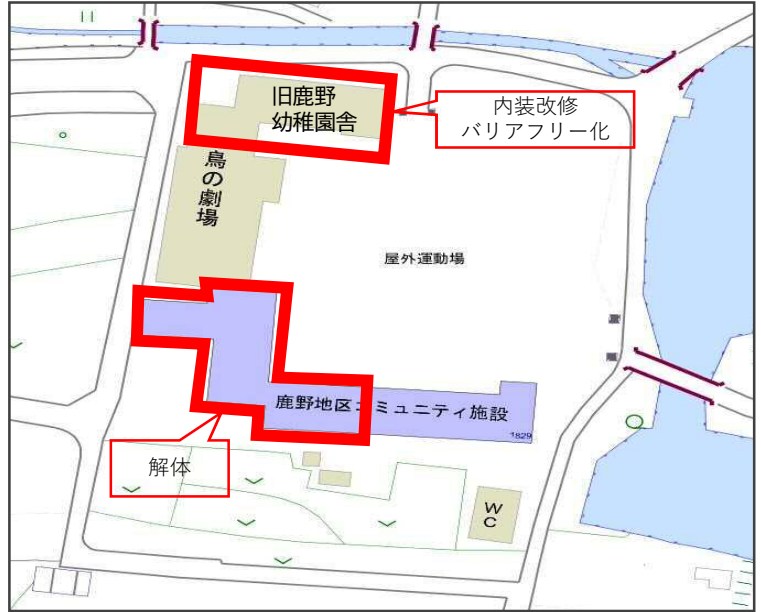 旧鹿野
幼稚園舎
内装改修
バリアフリー化
鳥の劇場
屋外運動場
鹿野地区コミュニティ施設
1829
解体
WC